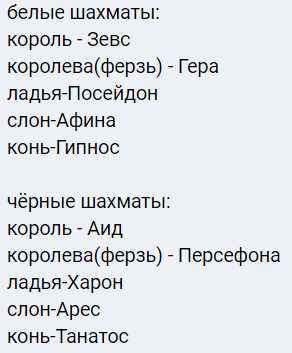 белые шахматы:
король - Зевс
королева(ферзь) - Гера
ладья-Посейдон
слон-Афина
конь-Гипнос

чёрные шахматы:
король - Аид
королева(ферзь) - Персефона
ладья-Харон
слон-Арес
конь-Танатос